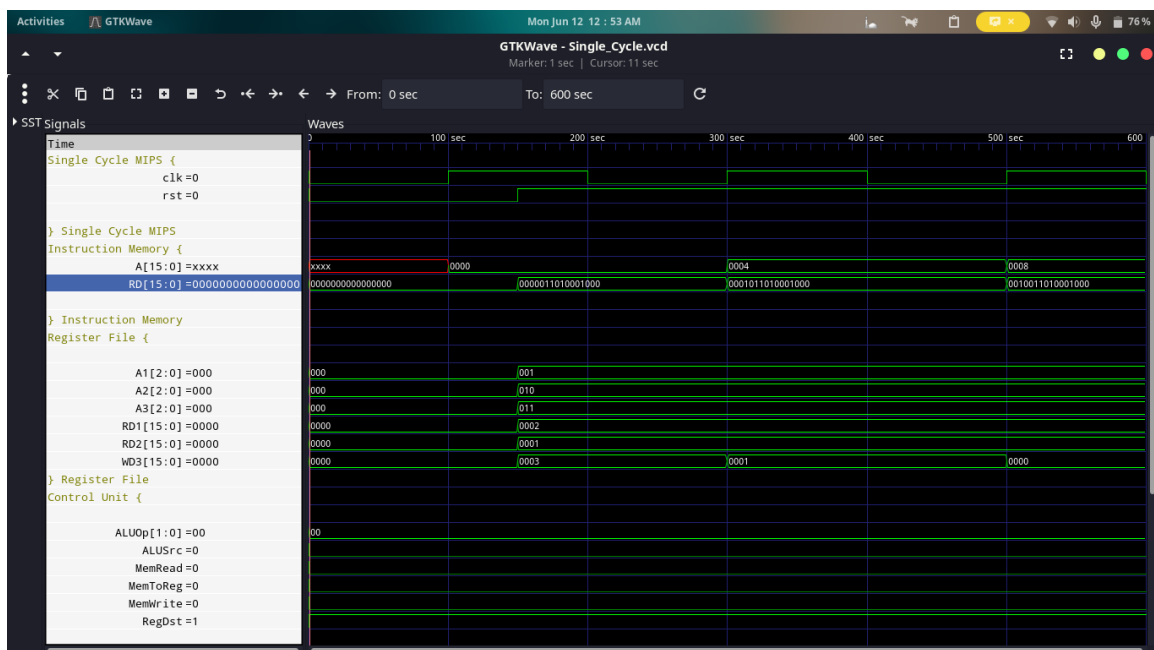 Activities GTKWave Mon Jun 12 12 : 53 AM 76 %
GTKWave - Single_Cycle.vcd
Marker: 1 sec | Cursor: 11 sec
From: 0 sec To: 600 sec
SST Signals Waves
Time 0 100 sec 200 sec 300 sec 400 sec 500 sec 600
Single Cycle MIPS {
clk =0
rst =0
} Single Cycle MIPS
Instruction Memory {
A[15:0] =xxxx xxxx 0000 0004 0008
RD[15:0] =0000000000000000 0000000000000000 0000011010001000 0001011010001000 0010011010001000
} Instruction Memory
Register File {
A1[2:0] =000 000 001
A2[2:0] =000 000 010
A3[2:0] =000 000 011
RD1[15:0] =0000 0000 0002
RD2[15:0] =0000 0000 0001
WD3[15:0] =0000 0000 0003 0001 0000
} Register File
Control Unit {
ALUOp[1:0] =00 00
ALUSrc =0
MemRead =0
MemToReg =0
MemWrite =0
RegDst =1